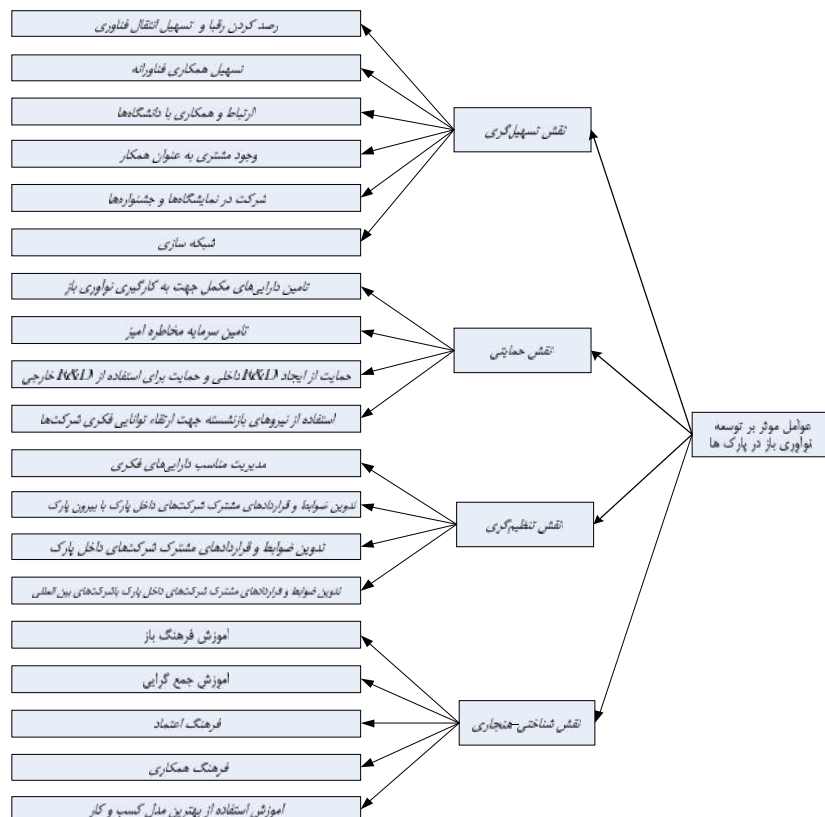 عوامل موثر بر توسعه
نوآوری باز در پارک ها
نقش تسهیل‌گری
رصد کردن رقبا و تسهیل انتقال فناوری
تسهیل همکاری فناورانه
ارتباط و همکاری با دانشگاه‌ها
وجود مشتری به عنوان همکار
شرکت در نمایشگاه‌ها و جشنواره‌ها
شبکه سازی
نقش حمایتی
تامین دارایی‌های مکمل جهت به کارگیری نوآوری باز
تامین سرمایه مخاطره امیز
حمایت از ایجاد R&D داخلی و حمایت برای استفاده از R&D خارجی
استفاده از نیروهای بازنشسته جهت ارتقاء توانایی فکری شرکت‌ها
نقش تنظیم‌گری
مدیریت مناسب دارایی‌های فکری
تدوین ضوابط و قراردادهای مشترک شرکت‌های داخل پارک با بیرون پارک
تدوین ضوابط و قراردادهای مشترک شرکت‌های داخل پارک
تدوین ضوابط و قراردادهای مشترک شرکت‌های داخل پارک باشرکت‌های بین المللی
نقش شناختی-هنجاری
اموزش فرهنگ باز
اموزش جمع گرایی
فرهنگ اعتماد
فرهنگ همکاری
اموزش استفاده از بهترین مدل کسب و کار